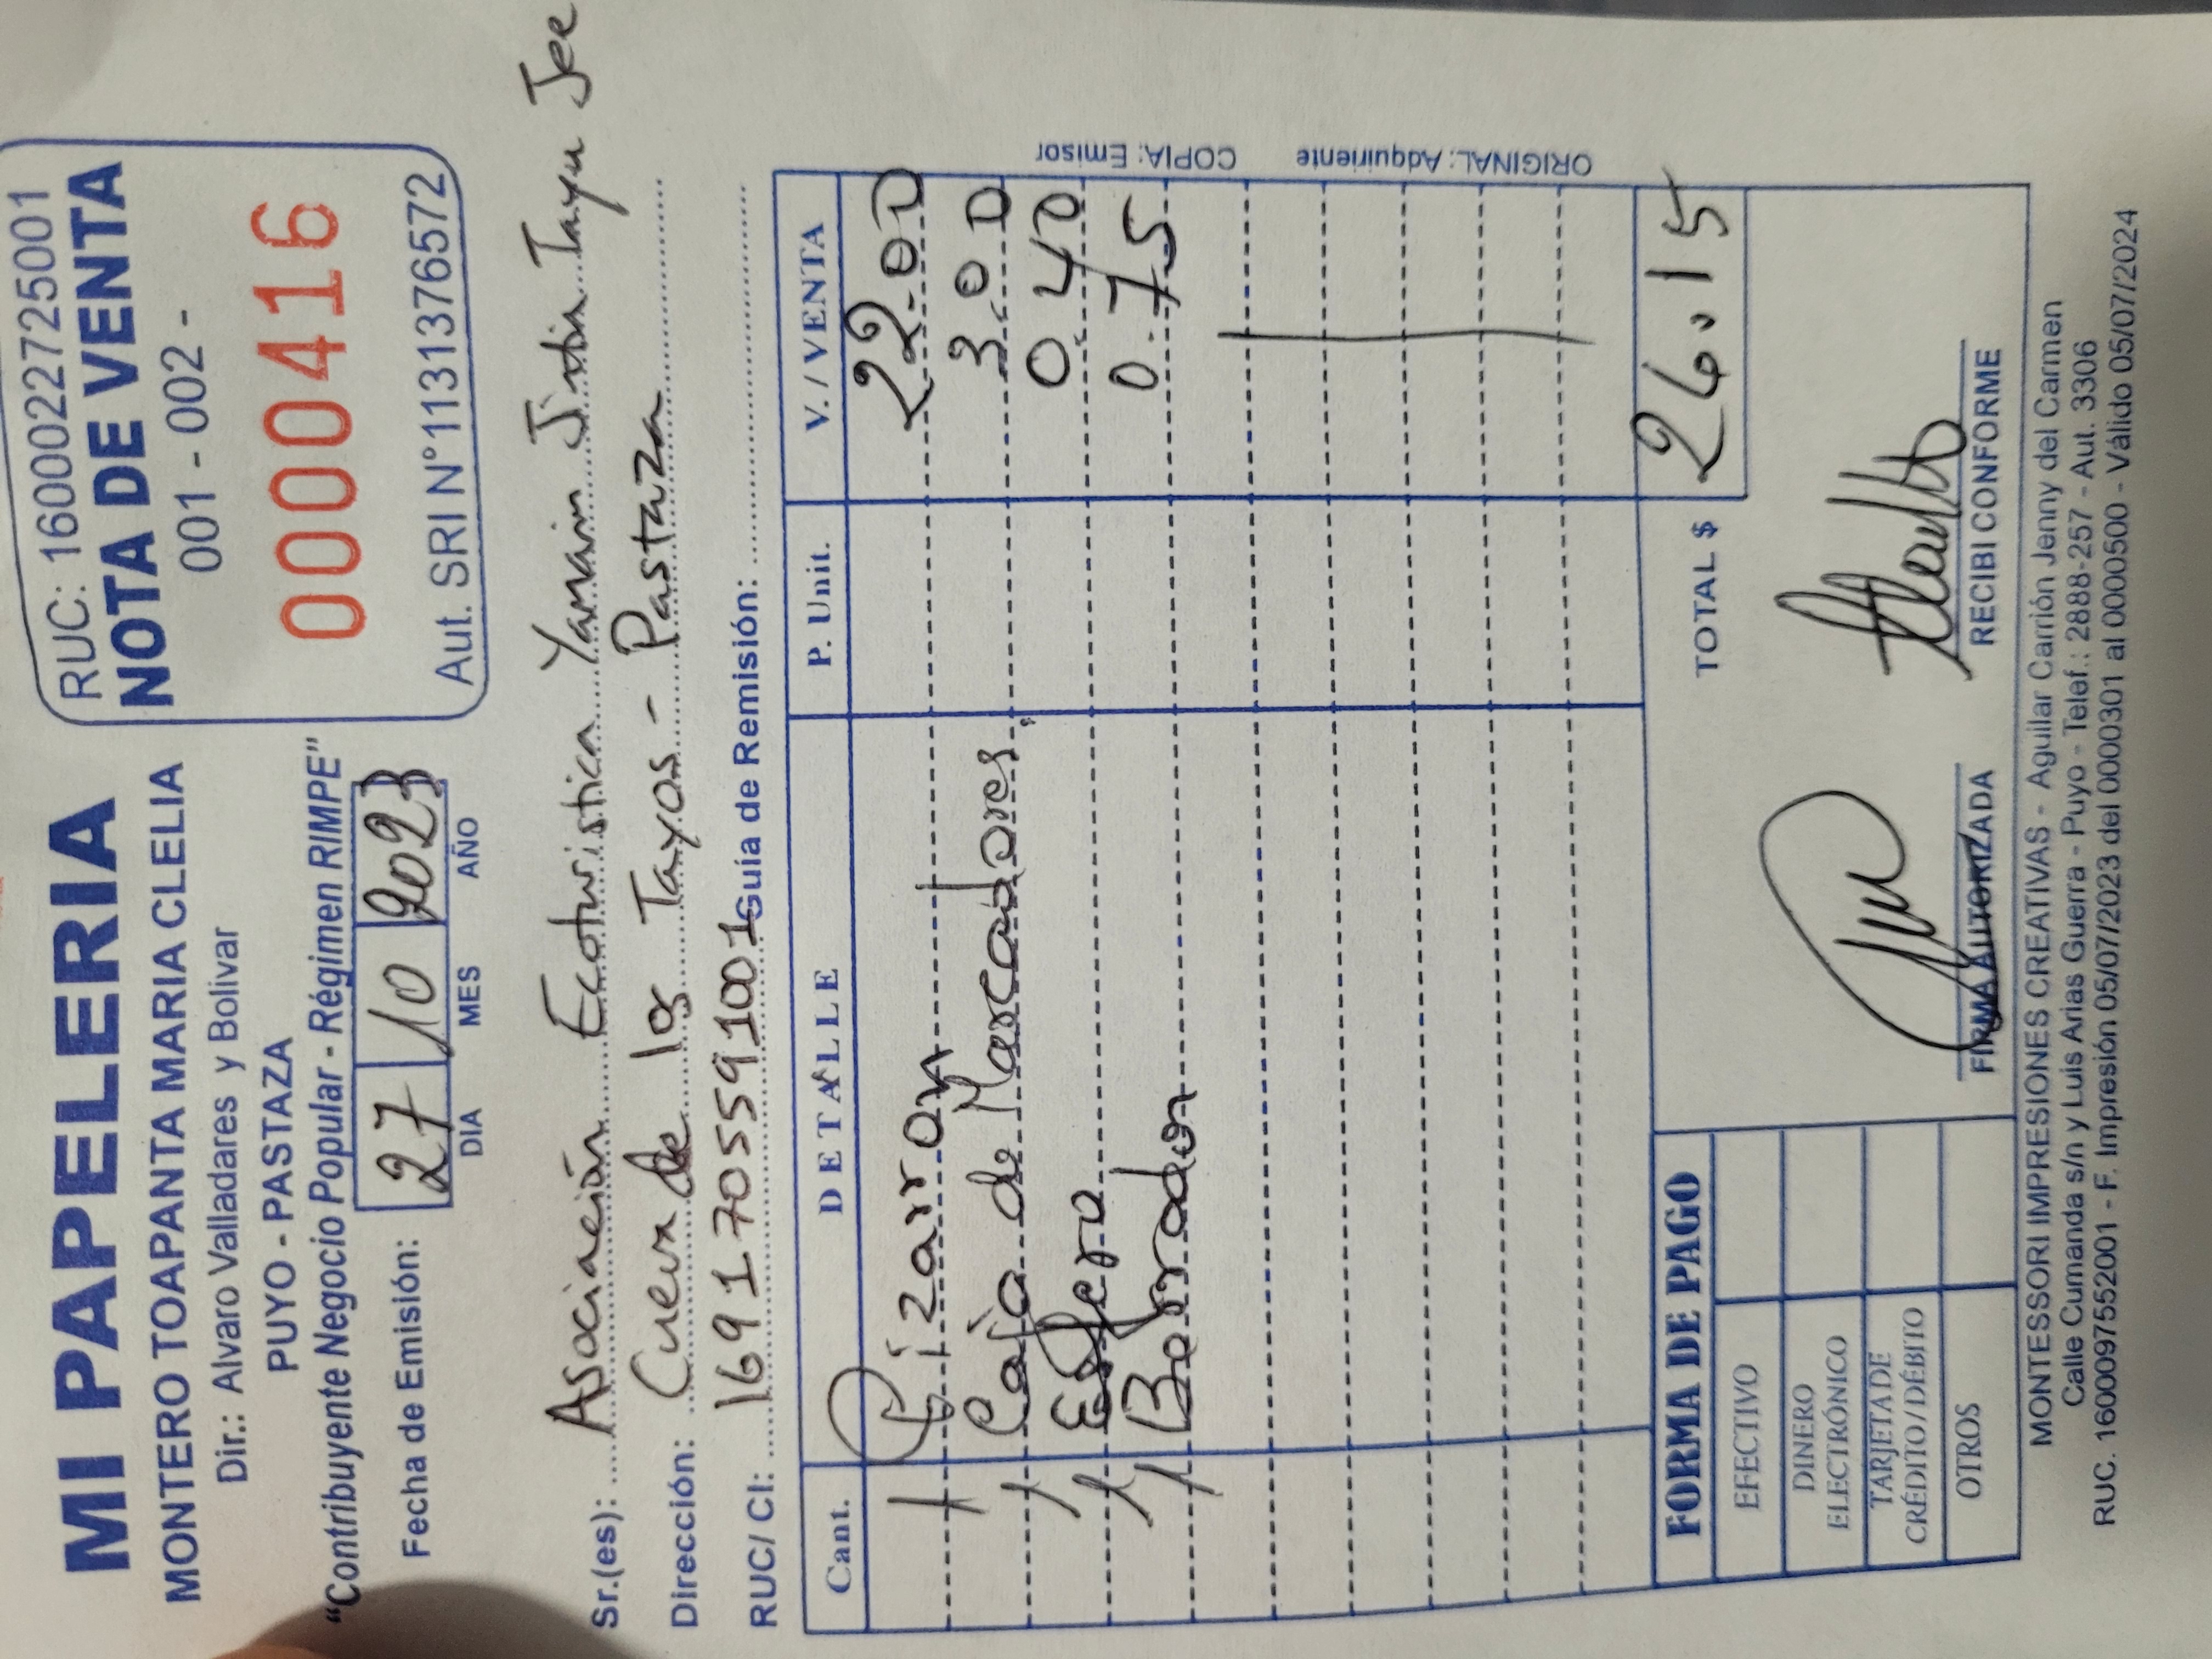 MI PAPELERIA
MONTERO TOAPANTA MARIA CLELIA
Dir.: Alvaro Valladares y Bolivar
PUYO - PASTAZA
"Contribuyente Negocio Popular - Régimen RIMPE"
RUC: 1600022725001
NOTA DE VENTA
001 - 002 -
000416
Aut. SRI N°1131376572
Fecha de Emisión: 27 10 2023
DIA MES AÑO
Sr.(es): Asociación Ecoturistica Yamain Jintia Tayu Jee
Dirección: Cueva de los Tayos - Pastaza
RUC/ CI: 1691705591001 Guía de Remisión:
Cant. DETALLE P. Unit. V. / VENTA
1 Pizarron 22.00
1 Caja de Marcadores. 3.00
1 Esfero 0.40
1 Borrador 0.75
ORIGINAL: Adquiriente COPIA: Emisor
TOTAL $ 26.15
FORMA DE PAGO
EFECTIVO
DINERO ELECTRÓNICO
TARJETA DE CRÉDITO / DÉBITO
OTROS
FIRMA AUTORIZADA RECIBI CONFORME
MONTESSORI IMPRESIONES CREATIVAS - Aguilar Carrión Jenny del Carmen
Calle Cumanda s/n y Luis Arias Guerra - Puyo - Telef.: 2888-257 - Aut. 3306
RUC. 1600097552001 - F. Impresión 05/07/2023 del 0000301 al 0000500 - Válido 05/07/2024